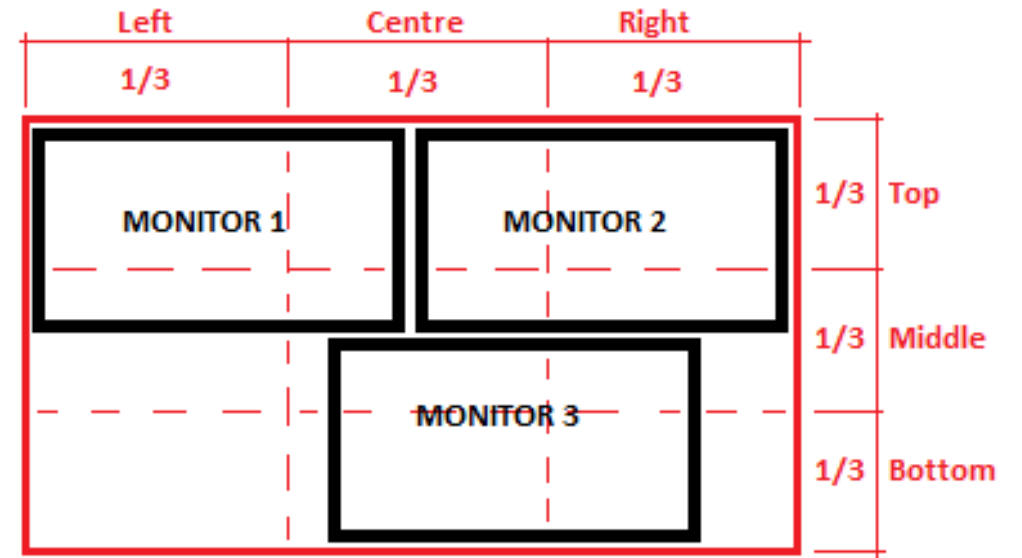 Left Centre Right
1/3 1/3 1/3
1/3 Top
MONITOR 1 MONITOR 2
1/3 Middle
MONITOR 3
1/3 Bottom